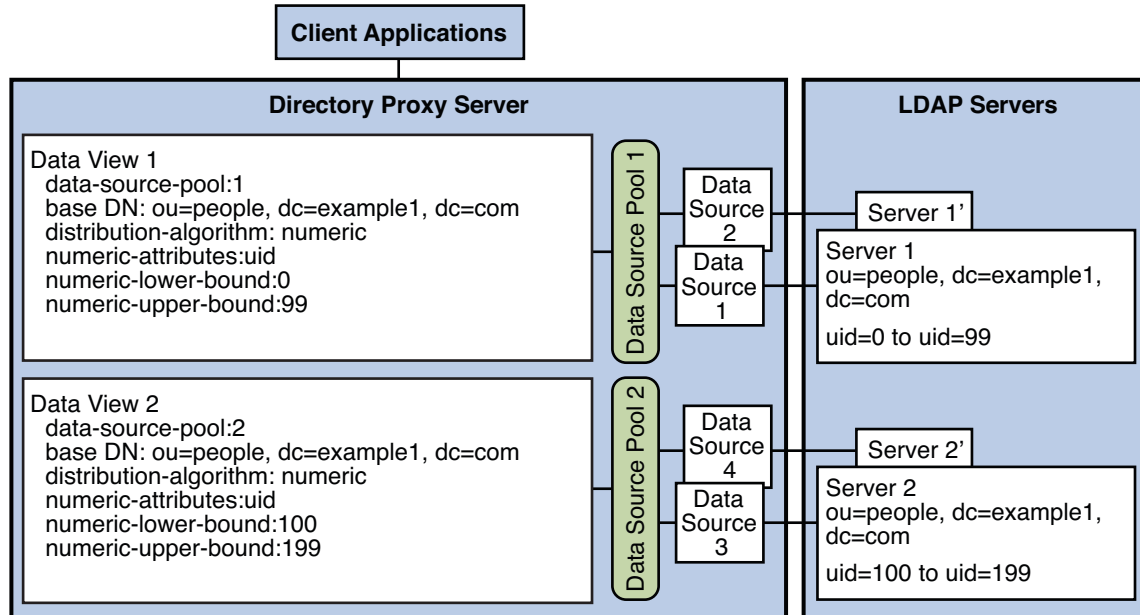 Client Applications
Directory Proxy Server
Data View 1
data-source-pool:1
base DN: ou=people, dc=example1, dc=com
distribution-algorithm: numeric
numeric-attributes:uid
numeric-lower-bound:0
numeric-upper-bound:99
Data Source Pool 1
Data
Source
2
Data
Source
1
Data View 2
data-source-pool:2
base DN: ou=people, dc=example1, dc=com
distribution-algorithm: numeric
numeric-attributes:uid
numeric-lower-bound:100
numeric-upper-bound:199
Data Source Pool 2
Data
Source
4
Data
Source
3
LDAP Servers
Server 1’
Server 1
ou=people, dc=example1,
dc=com
uid=0 to uid=99
Server 2’
Server 2
ou=people, dc=example1,
dc=com
uid=100 to uid=199